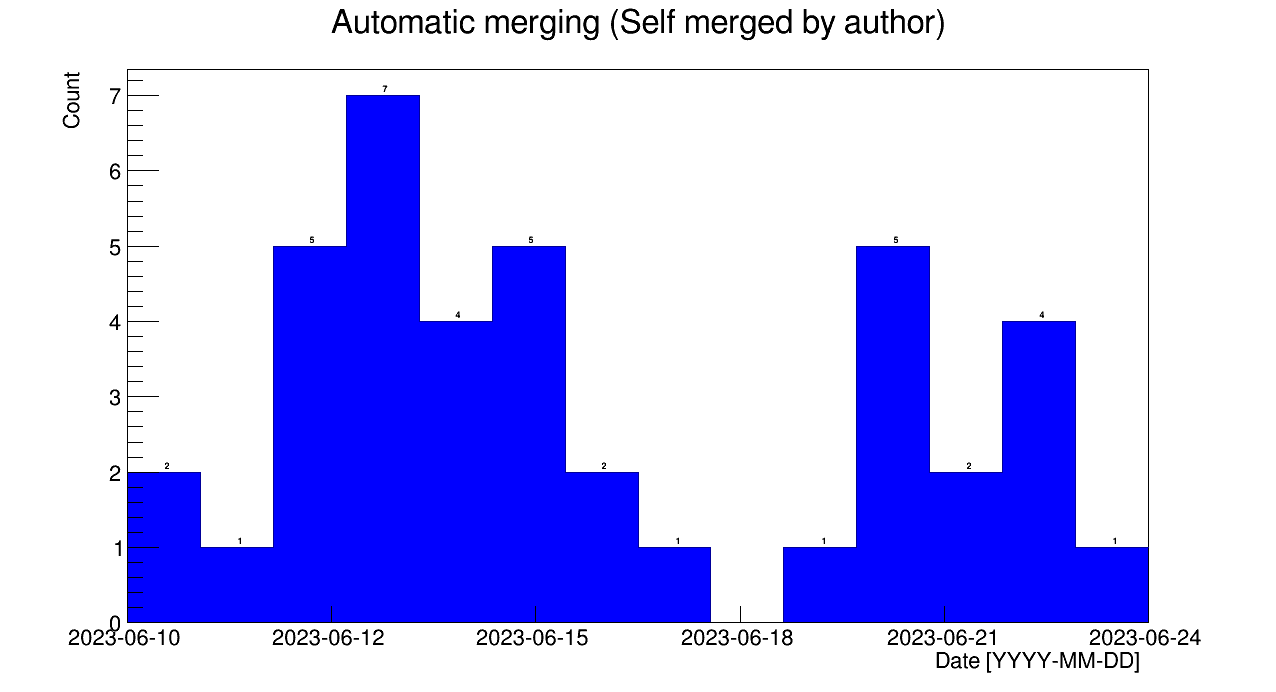 Automatic merging (Self merged by author)
Count
7
6
5
4
3
2
1
0
2 1 5 7 4 5 2 1 1 5 2 4 1
2023-06-10 2023-06-12 2023-06-15 2023-06-18 2023-06-21 2023-06-24
Date [YYYY-MM-DD]